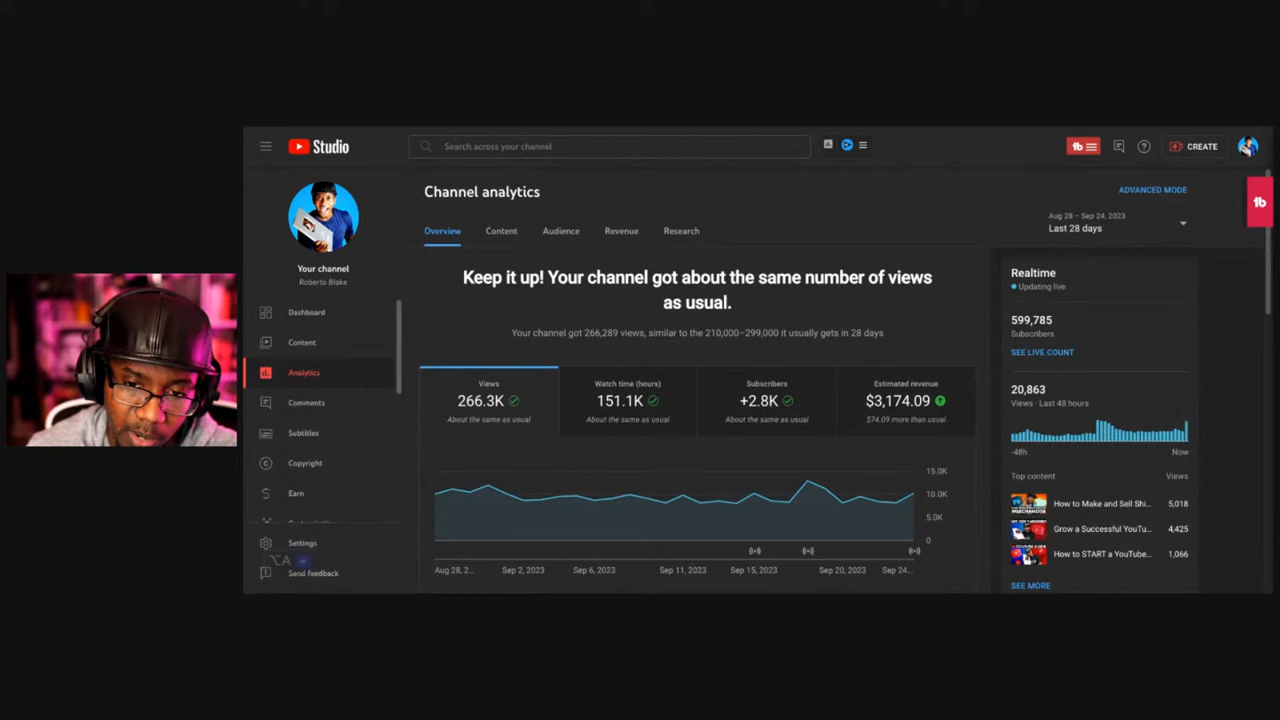 Studio
Search across your channel
CREATE
Channel analytics
ADVANCED MODE
Aug 28 – Sep 24, 2023
Last 28 days
Overview
Content
Audience
Revenue
Research
Your channel
Roberto Blake
Dashboard
Content
Analytics
Comments
Subtitles
Copyright
Earn
Settings
Send feedback
Keep it up! Your channel got about the same number of views
as usual.
Your channel got 266,289 views, similar to the 210,000–299,000 it usually gets in 28 days
Views
266.3K
About the same as usual
Watch time (hours)
151.1K
About the same as usual
Subscribers
+2.8K
About the same as usual
Estimated revenue
$3,174.09
$74.09 more than usual
15.0K
10.0K
5.0K
0
Aug 28, 2...
Sep 2, 2023
Sep 6, 2023
Sep 11, 2023
Sep 15, 2023
Sep 20, 2023
Sep 24...
Realtime
Updating live
599,785
Subscribers
SEE LIVE COUNT
20,863
Views · Last 48 hours
-48h
Now
Top content
Views
How to Make and Sell Shi...
5,018
Grow a Successful YouTu...
4,425
How to START a YouTube...
1,066
SEE MORE